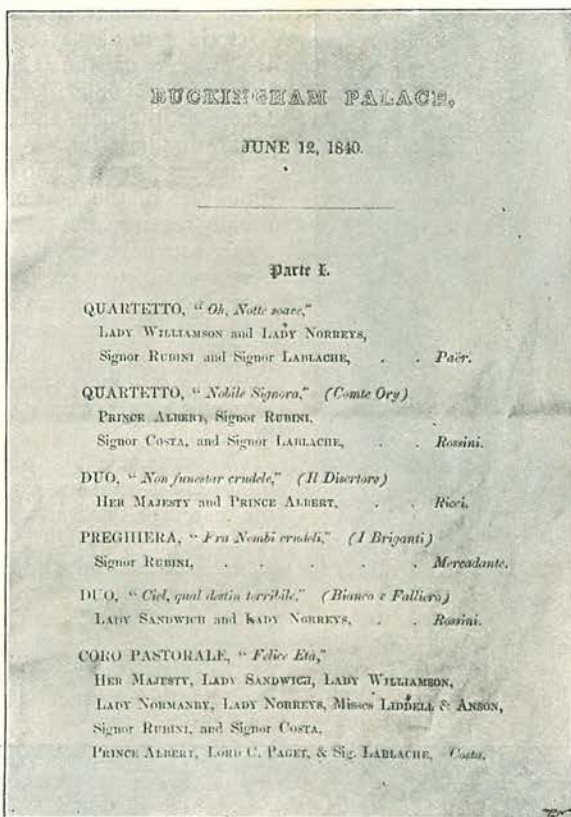 BUCKINGHAM PALACE,
JUNE 12, 1840.
Parte I.
QUARTETTO, "Oh, Notte soave,"
LADY WILLIAMSON and LADY NORREYS,
Signor RUBINI and Signor LABLACHE, . . Paër.
QUARTETTO, "Nobile Signora," (Comte Ory)
PRINCE ALBERT, Signor RUBINI,
Signor COSTA, and Signor LABLACHE, . . Rossini.
DUO, "Non funestar crudele," (Il Disertore)
HER MAJESTY and PRINCE ALBERT, . . Ricci.
PREGHIERA, "Fra Nembi crudeli," (I Briganti)
Signor RUBINI, . . . . . Mercadante.
DUO, "Ciel, qual destin terribile," (Bianca e Falliero)
LADY SANDWICH and LADY NORREYS, . . Rossini.
CORO PASTORALE, "Felice Età,"
HER MAJESTY, LADY SANDWICH, LADY WILLIAMSON,
LADY NORMANBY, LADY NORREYS, Misses LIDDELL & ANSON,
Signor RUBINI, and Signor COSTA,
PRINCE ALBERT, LORD C. PAGET, & Sig. LABLACHE, Costa.